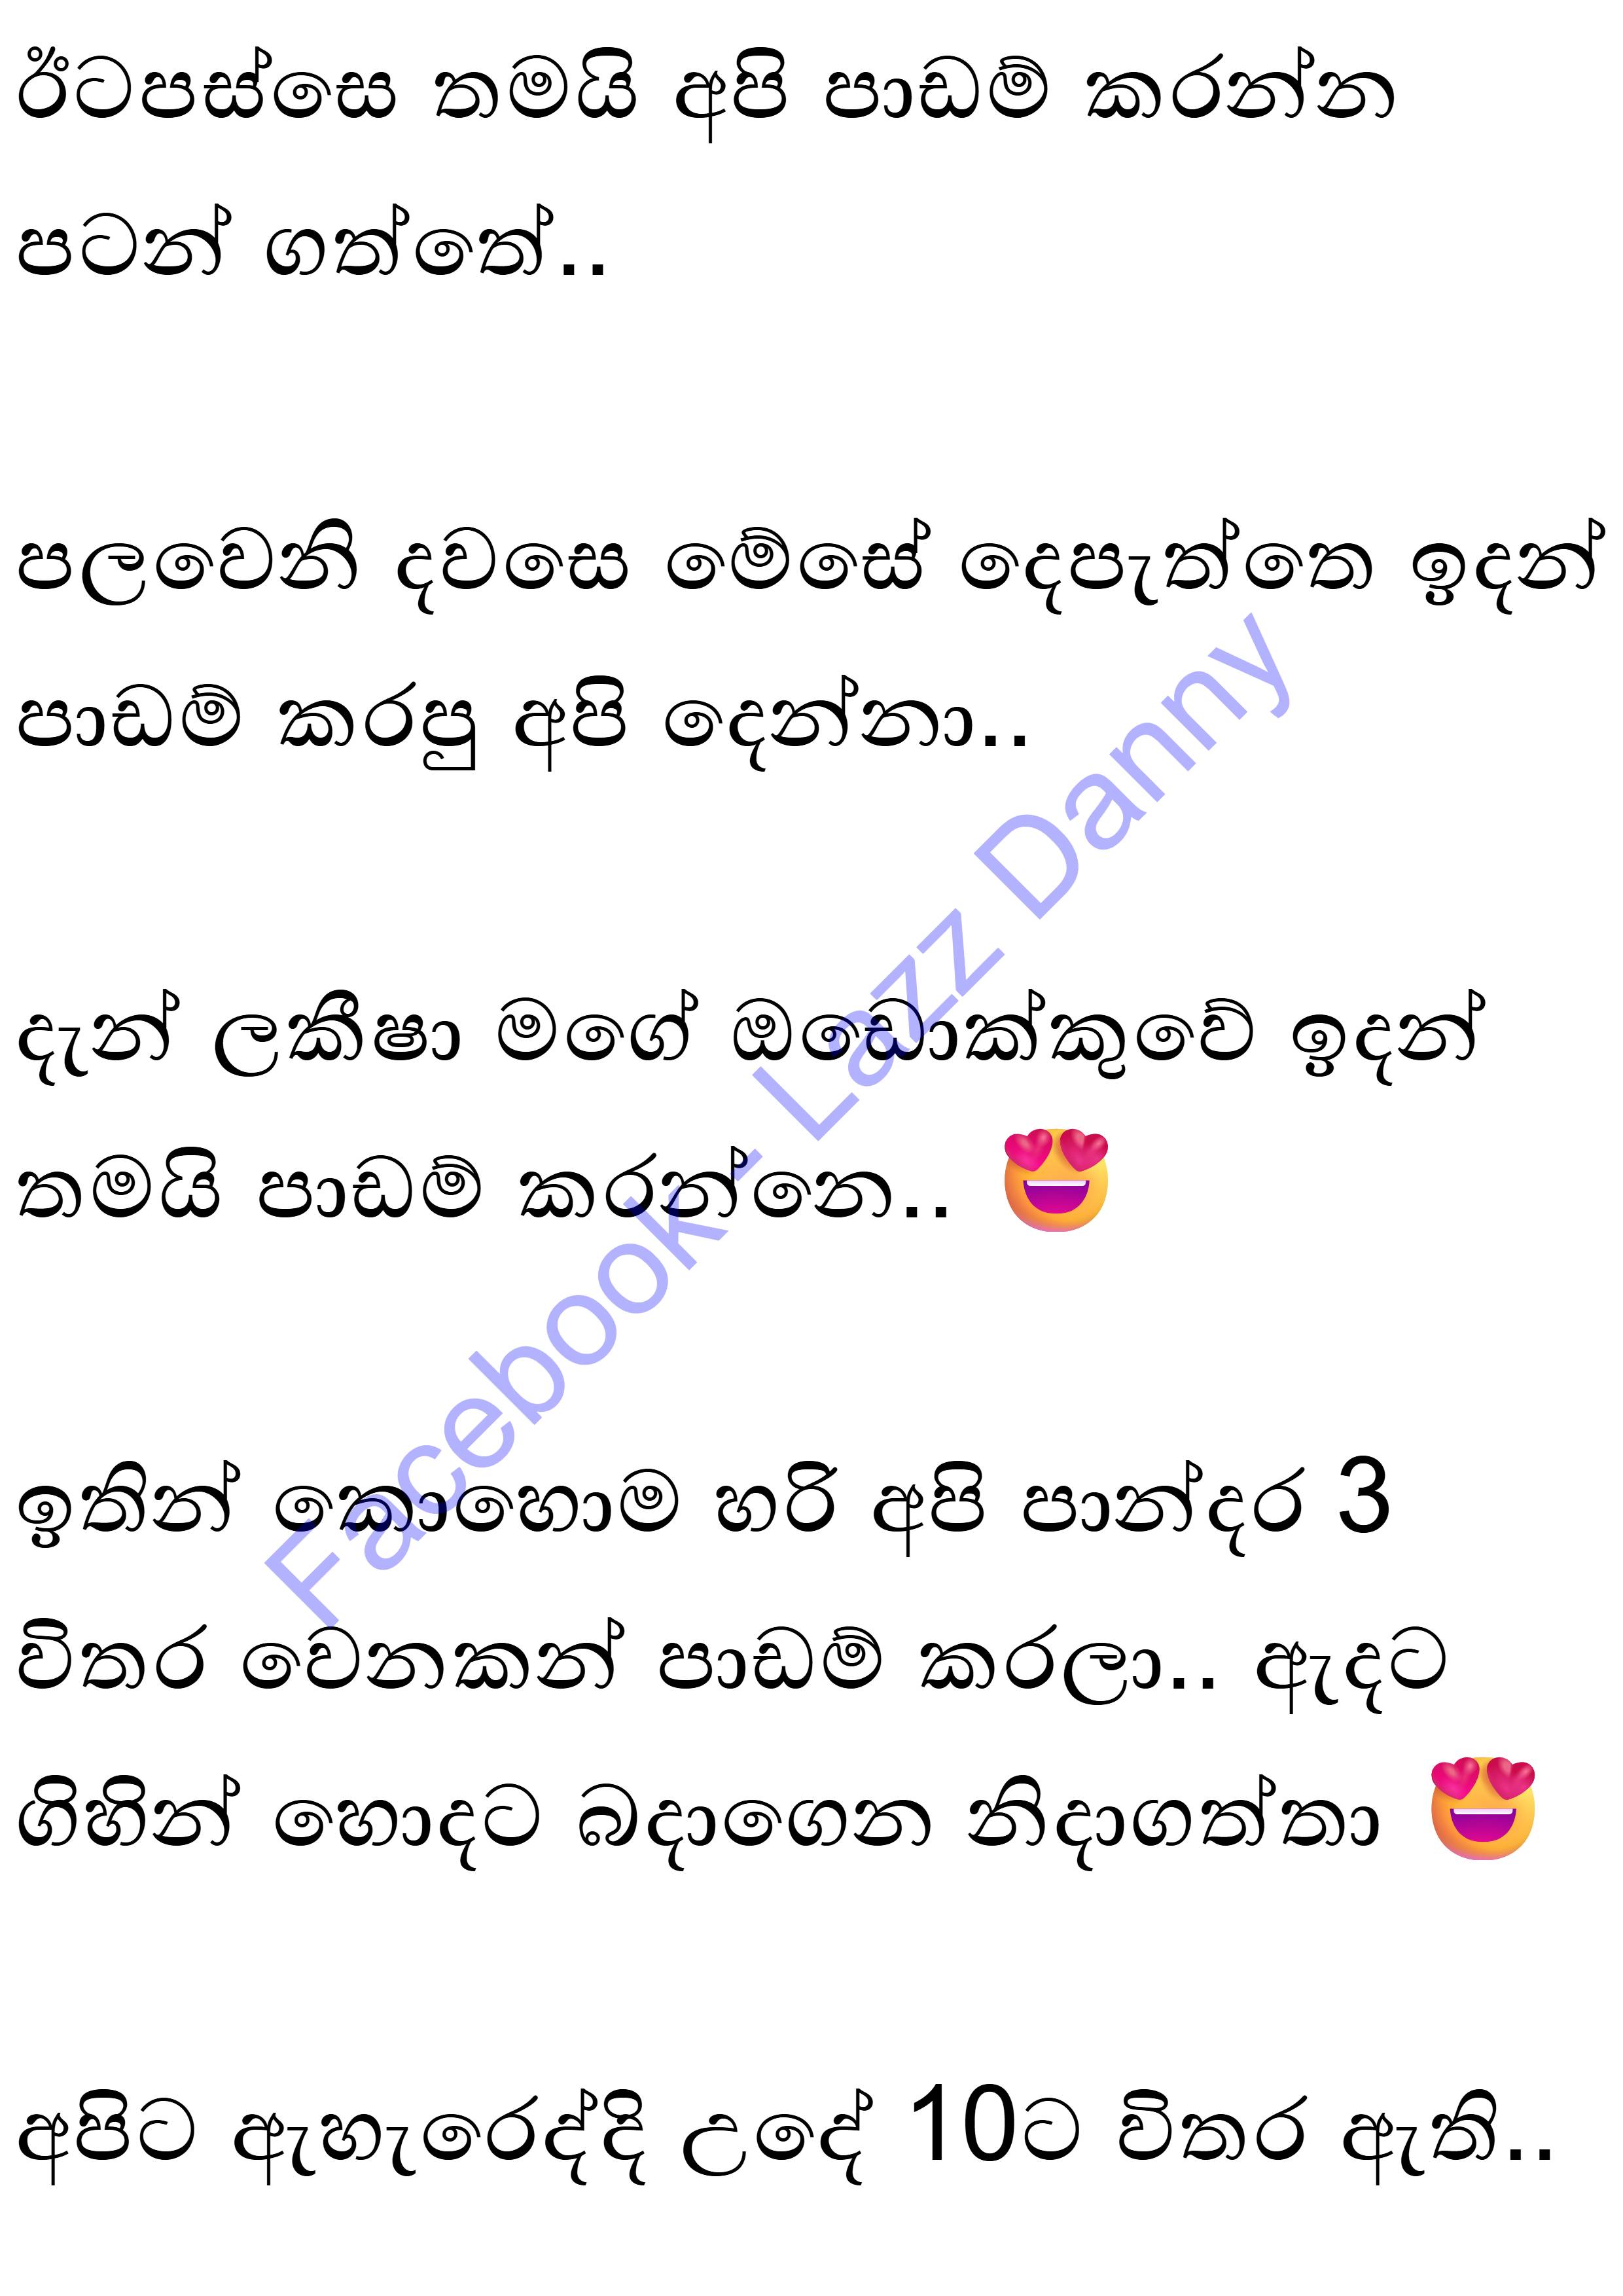 ඊටපස්සෙ තමයි අපි පාඩම් කරන්න
පටන් ගත්තේ..
පලවෙනි දවසෙ මේසේ දෙපැත්තෙ ඉදන්
පාඩම් කරපු අපි දෙන්නා..
දැන් ලකීෂා මගේ ඔඩොක්කුවේ ඉදන්
තමයි පාඩම් කරන්නෙ.. 😍
ඉතින් කොහොම හරි අපි පාන්දර 3
විතර වෙනකන් පාඩම් කරලා.. ඇදට
ගිහින් හොදට බදාගෙන නිදාගත්තා 😍
අපිට ඇහැරෙද්දි උදේ 10ට විතර ඇති..
Facebook - Lazz Danny